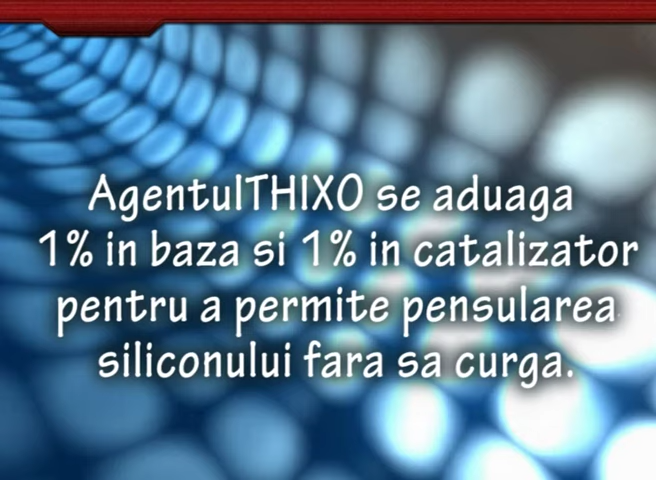 AgentulTHIXO se aduaga
1% in baza si 1% in catalizator
pentru a permite pensularea
siliconului fara sa curga.